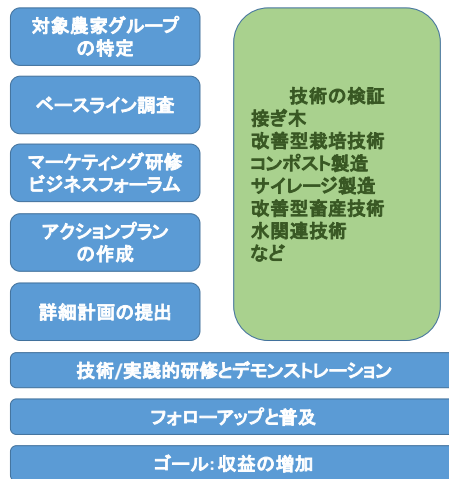 対象農家グループ
の特定
ベースライン調査
マーケティング研修
ビジネスフォーラム
アクションプラン
の作成
詳細計画の提出
技術の検証
接ぎ木
改善型栽培技術
コンポスト製造
サイレージ製造
改善型畜産技術
水関連技術
など
技術/実践的研修とデモンストレーション
フォローアップと普及
ゴール：収益の増加